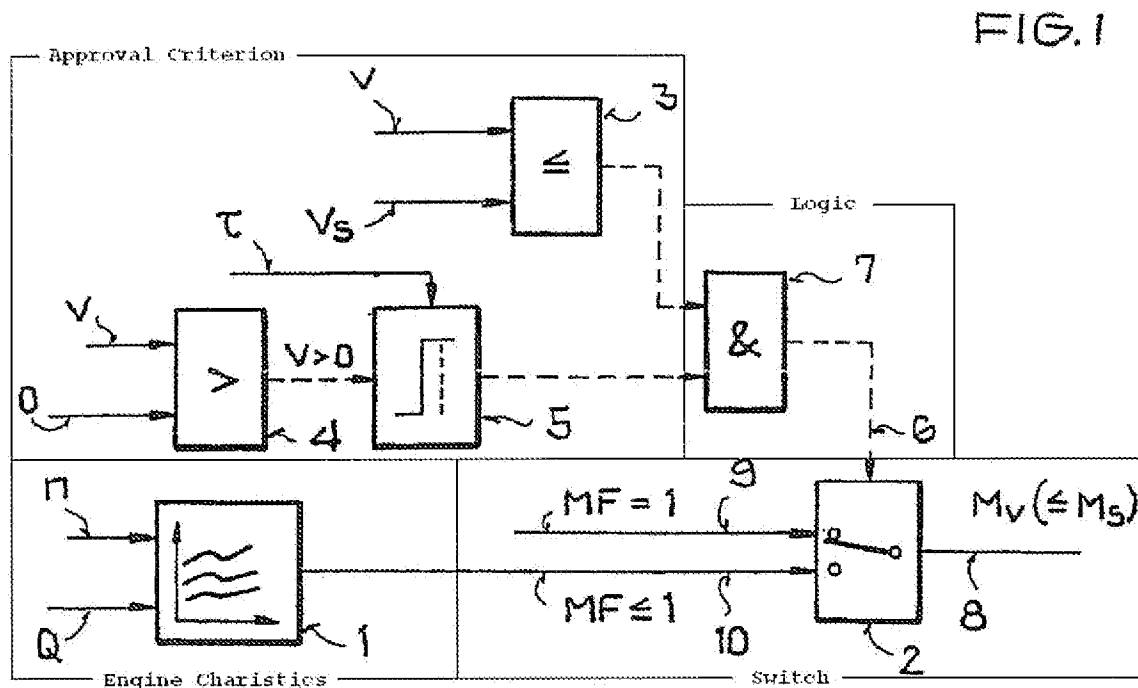 FIG. 1
Approval Criterion
V
3
≤
Vs
Logic
τ
7
V
V>0
>
&
0
4
5
6
n
MF = 1
9
Mv (≤ Ms)
Q
1
MF ≤ 1
10
8
2
Engine Charistics
Switch